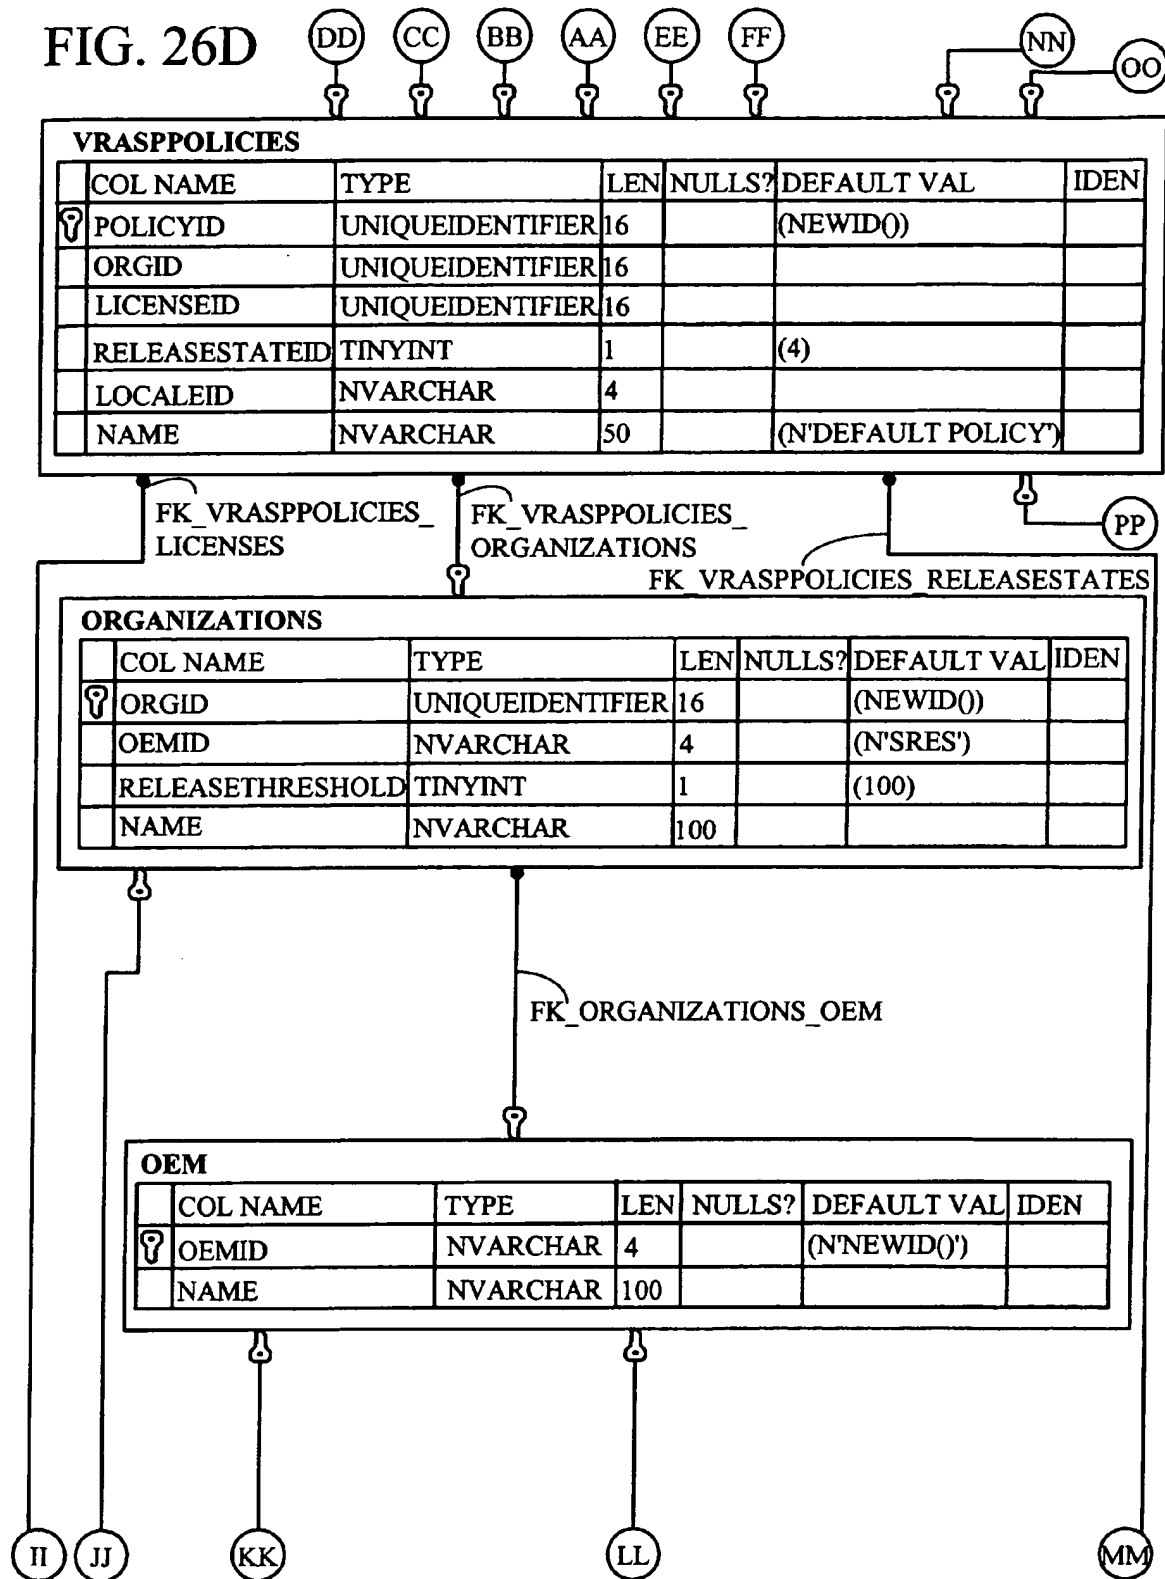 FIG. 26D
DD CC BB AA EE FF NN OO
VRASPPOLICIES
COL NAME TYPE LEN NULLS? DEFAULT VAL IDEN
POLICYID UNIQUEIDENTIFIER 16 (NEWID())
ORGID UNIQUEIDENTIFIER 16
LICENSEID UNIQUEIDENTIFIER 16
RELEASESTATEID TINYINT 1 (4)
LOCALEID NVARCHAR 4
NAME NVARCHAR 50 (N'DEFAULT POLICY')
FK_VRASPPOLICIES_
LICENSES
FK_VRASPPOLICIES_
ORGANIZATIONS
PP
FK_VRASPPOLICIES_RELEASESTATES
ORGANIZATIONS
COL NAME TYPE LEN NULLS? DEFAULT VAL IDEN
ORGID UNIQUEIDENTIFIER 16 (NEWID())
OEMID NVARCHAR 4 (N'SRES')
RELEASETHRESHOLD TINYINT 1 (100)
NAME NVARCHAR 100
FK_ORGANIZATIONS_OEM
OEM
COL NAME TYPE LEN NULLS? DEFAULT VAL IDEN
OEMID NVARCHAR 4 (N'NEWID()')
NAME NVARCHAR 100
II JJ KK LL MM